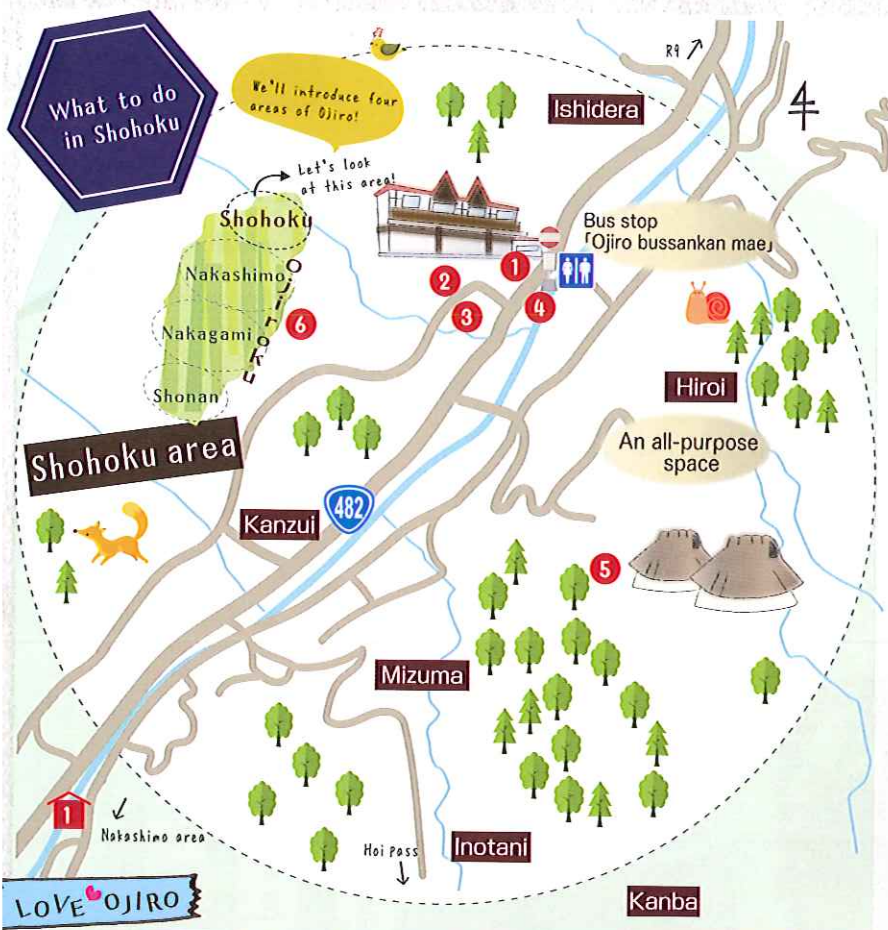 What to do
in Shohoku
We'll introduce four
areas of Ojiro!
Let's look
at this area!
Shohoku
Nakashimo
Nakagami
Shonan
Ojiroku
Shohoku area
R9
Ishidera
Bus stop
「Ojiro bussankan mae」
1
2
3
4
6
Hiroi
An all-purpose
space
482
Kanzui
5
Mizuma
1
Nakashimo area
Hoi Pass
Inotani
Kanba
LOVE OJIRO